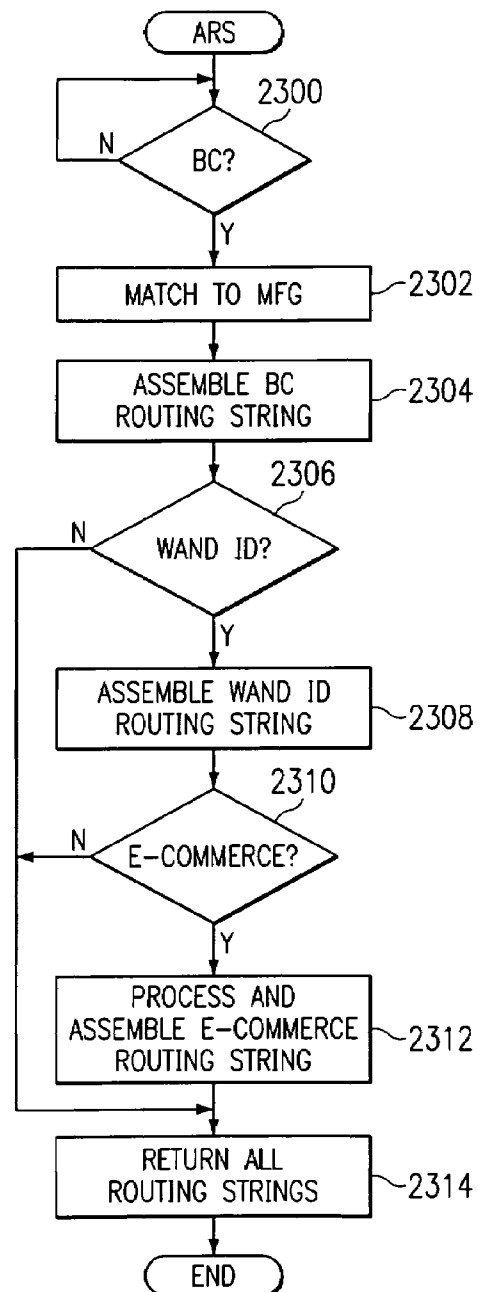 ARS
2300
N
BC?
Y
MATCH TO MFG
2302
ASSEMBLE BC
ROUTING STRING
2304
2306
N
WAND ID?
Y
ASSEMBLE WAND ID
ROUTING STRING
2308
2310
N
E-COMMERCE?
Y
PROCESS AND
ASSEMBLE E-COMMERCE
ROUTING STRING
2312
RETURN ALL
ROUTING STRINGS
2314
END